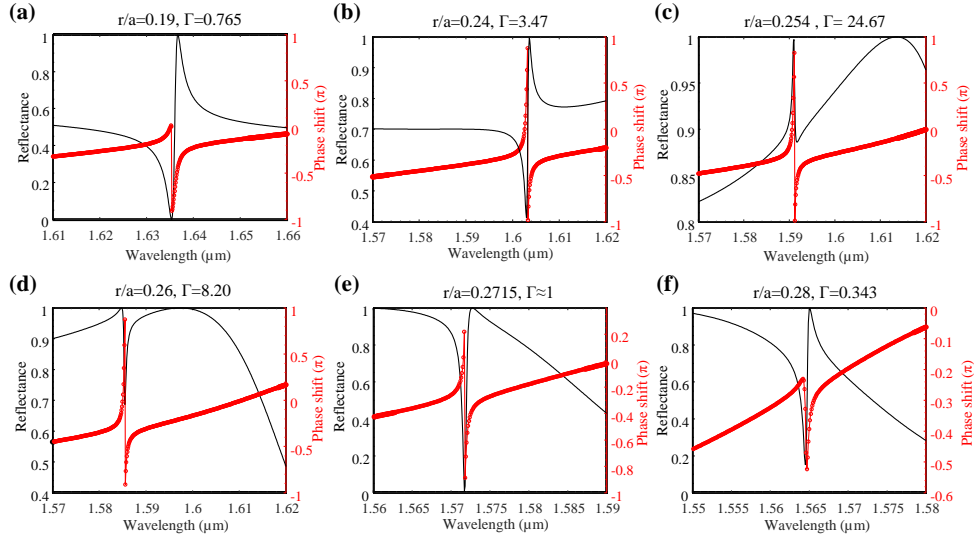 (a)
r/a=0.19, Γ=0.765
Reflectance
1
0.8
0.6
0.4
0.2
0
1
0.5
0
-0.5
-1
Phase shift (π)
1.61 1.62 1.63 1.64 1.65 1.66
Wavelength (µm)
(b)
r/a=0.24, Γ=3.47
Reflectance
1
0.9
0.8
0.7
0.6
0.5
0.4
1
0.5
0
-0.5
-1
Phase shift (π)
1.57 1.58 1.59 1.6 1.61 1.62
Wavelength (µm)
(c)
r/a=0.254 , Γ= 24.67
Reflectance
1
0.95
0.9
0.85
0.8
1
0.5
0
-0.5
-1
Phase shift (π)
1.57 1.58 1.59 1.6 1.61 1.62
Wavelength (µm)
(d)
r/a=0.26, Γ=8.20
Reflectance
1
0.9
0.8
0.7
0.6
0.5
0.4
1
0.5
0
-0.5
-1
Phase shift (π)
1.57 1.58 1.59 1.6 1.61 1.62
Wavelength (µm)
(e)
r/a=0.2715, Γ≈1
Reflectance
1
0.8
0.6
0.4
0.2
0
0.2
0
-0.2
-0.4
-0.6
-0.8
-1
Phase shift (π)
1.56 1.565 1.57 1.575 1.58 1.585 1.59
Wavelength (µm)
(f)
r/a=0.28, Γ=0.343
Reflectance
1
0.8
0.6
0.4
0.2
0
0
-0.1
-0.2
-0.3
-0.4
-0.5
-0.6
Phase shift (π)
1.55 1.555 1.56 1.565 1.57 1.575 1.58
Wavelength (µm)